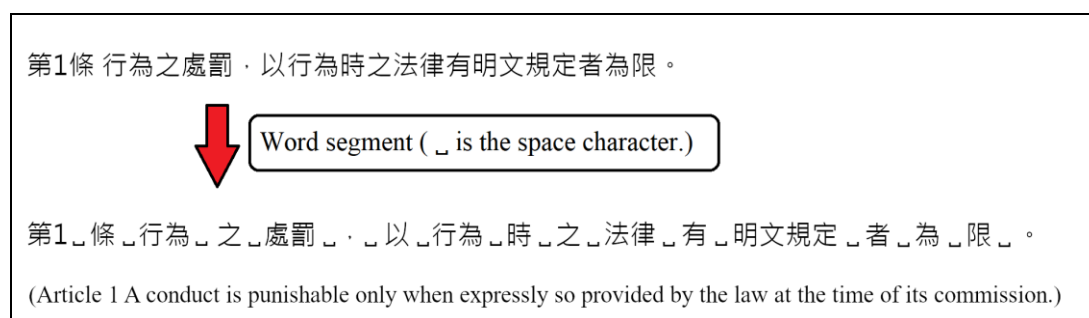 第1條 行為之處罰，以行為時之法律有明文規定者為限。
Word segment ( ␣ is the space character.)
第1␣條␣行為␣之␣處罰␣，␣以␣行為␣時␣之␣法律␣有␣明文規定␣者␣為␣限␣。
(Article 1 A conduct is punishable only when expressly so provided by the law at the time of its commission.)